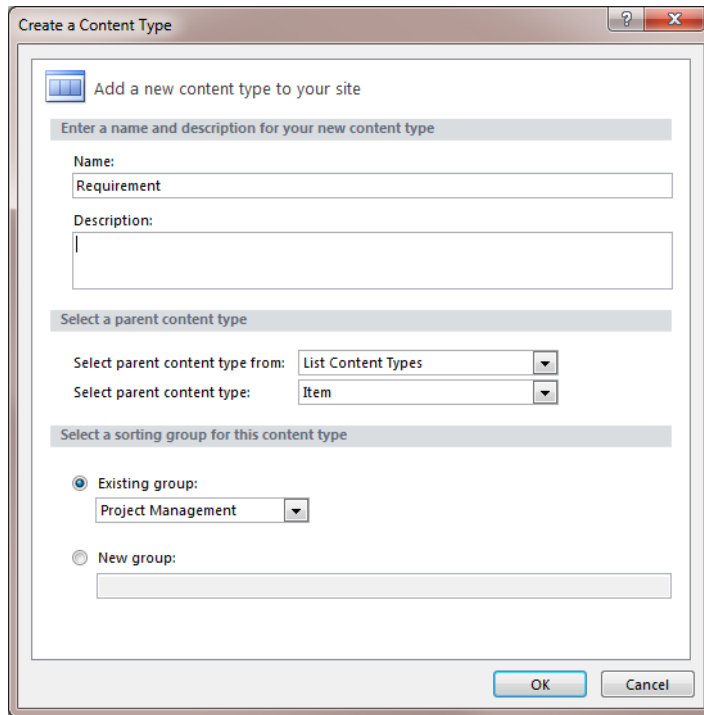 Create a Content Type
?
Add a new content type to your site
Enter a name and description for your new content type
Name:
Requirement
Description:
Select a parent content type
Select parent content type from: List Content Types
Select parent content type: Item
Select a sorting group for this content type
Existing group:
Project Management
New group:
OK Cancel